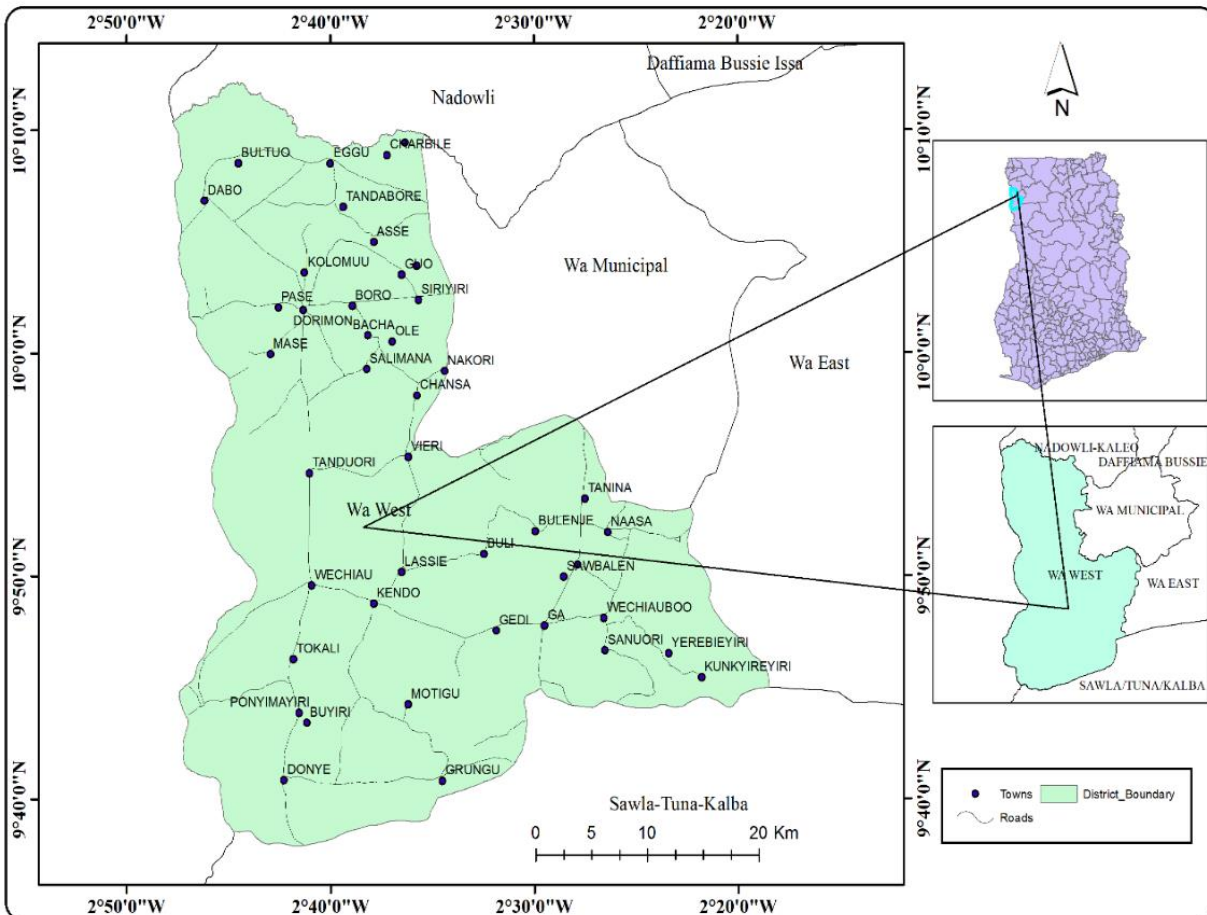 2°50'0"W 2°40'0"W 2°30'0"W 2°20'0"W
Daffiama Bussie Issa
Nadowli
N
10°10'0"N 10°10'0"N
CHARBILE
BULTUO EGGU
DABO TANDABORE
ASSE
Wa Municipal
KOLOMUU GUO
SIRIYIRI
PASE BORO
DORIMON BACHA OLE
MASE
10°0'0"N 10°0'0"N
SALIMANA NAKORI
Wa East
CHANSA
VIERI
TANDUORI
TANINA
Wa West
BULENJE NAASA
BULI
LASSIE SAWBALEN
9°50'0"N 9°50'0"N
WECHIAU
KENDO
GEDI GA WECHIAUBOO
TOKALI
SANUORI YEREBIEYIRI
KUNKYIREYIRI
PONYIMAYIRI BUYIRI MOTIGU
DONYE GRUNGU
9°40'0"N 9°40'0"N
Sawla-Tuna-Kalba
0 5 10 20 Km
2°50'0"W 2°40'0"W 2°30'0"W 2°20'0"W
NADOWLI-KALEO
DAFFIAMA BUSSIE
WA MUNICIPAL
WA WEST
WA EAST
SAWLA/TUNA/KALBA
Towns District_Boundary
Roads